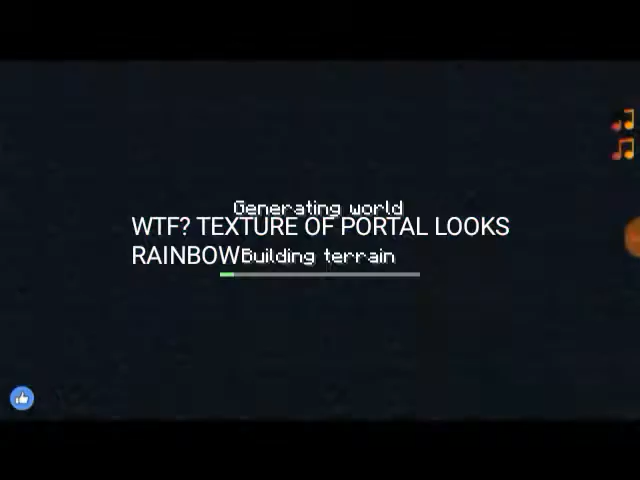 Generating world
WTF? TEXTURE OF PORTAL LOOKS
RAINBOW
Building terrain